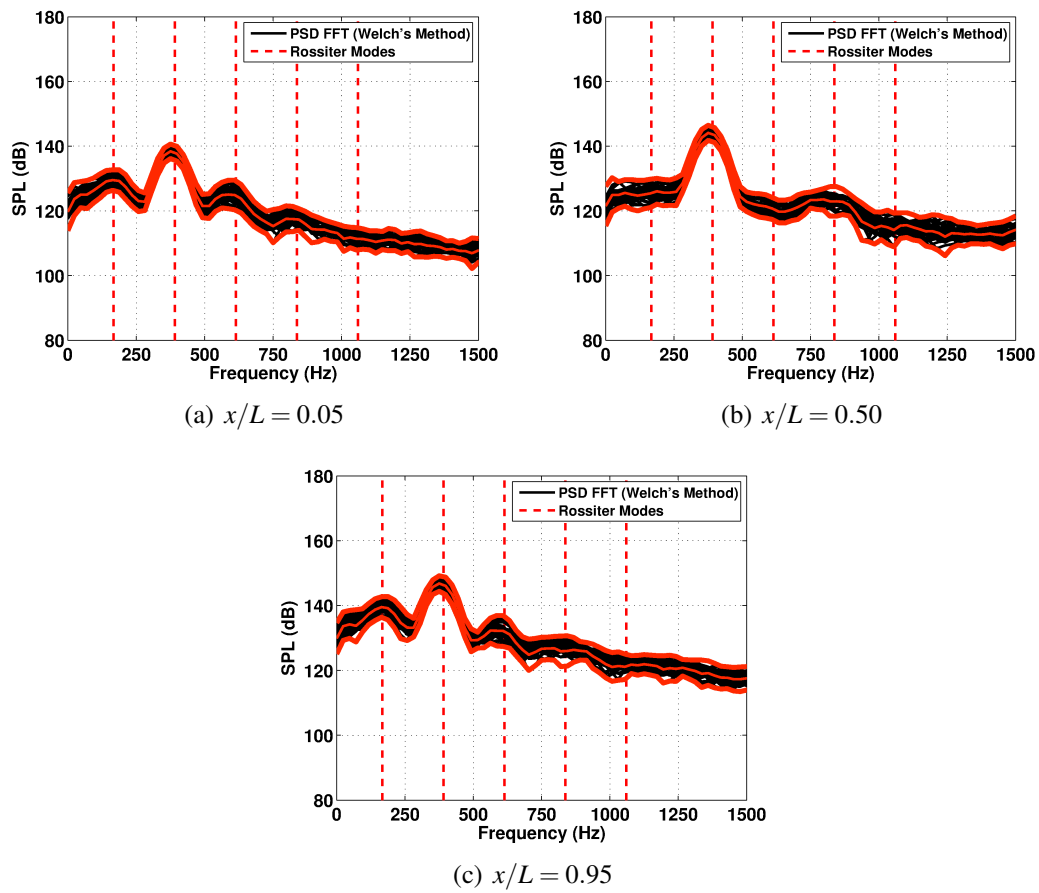 180
160
140
120
100
80
SPL (dB)
PSD FFT (Welch's Method)
Rossiter Modes
0 250 500 750 1000 1250 1500
Frequency (Hz)
(a) x/L = 0.05
180
160
140
120
100
80
SPL (dB)
PSD FFT (Welch's Method)
Rossiter Modes
0 250 500 750 1000 1250 1500
Frequency (Hz)
(b) x/L = 0.50
180
160
140
120
100
80
SPL (dB)
PSD FFT (Welch's Method)
Rossiter Modes
0 250 500 750 1000 1250 1500
Frequency (Hz)
(c) x/L = 0.95